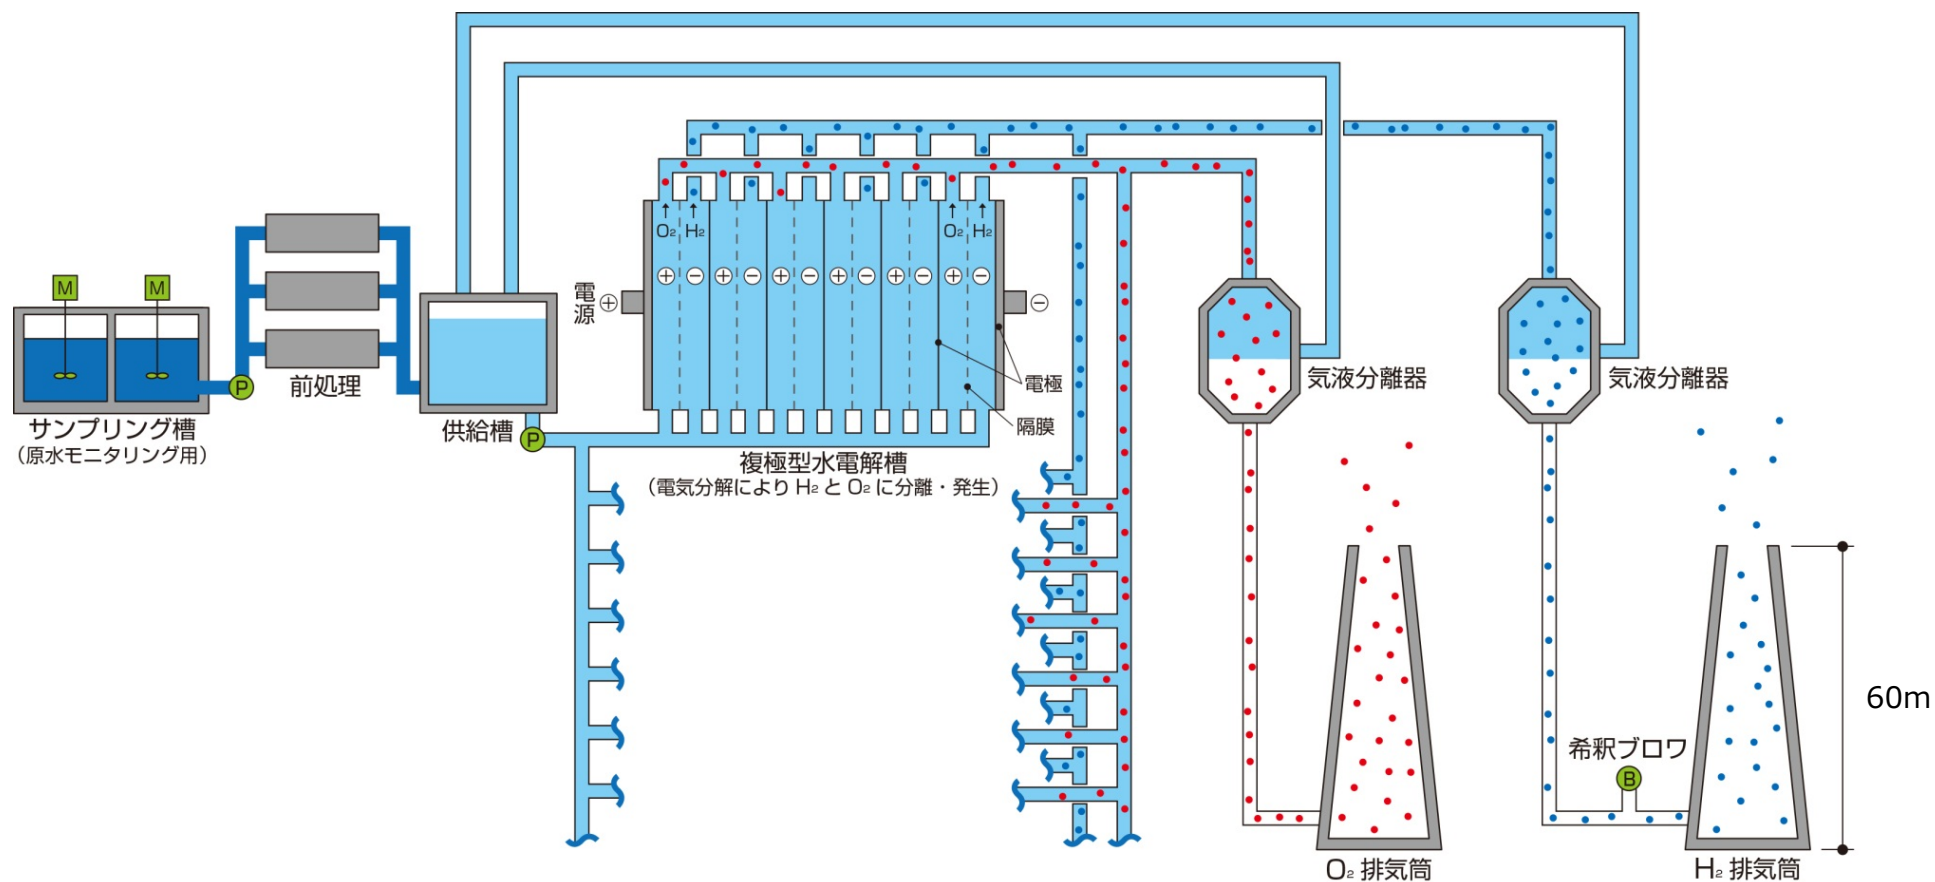 M
M
P
サンプリング槽
（原水モニタリング用）
前処理
供給槽
P
電源
⊕
⊖
O₂
H₂
O₂
H₂
⊕ ⊖ ⊕ ⊖ ⊕ ⊖ ⊕ ⊖ ⊕ ⊖ ⊕ ⊖
電極
隔膜
複極型水電解槽
（電気分解により H₂ と O₂ に分離・発生）
気液分離器
気液分離器
希釈ブロワ
B
60m
O₂ 排気筒
H₂ 排気筒